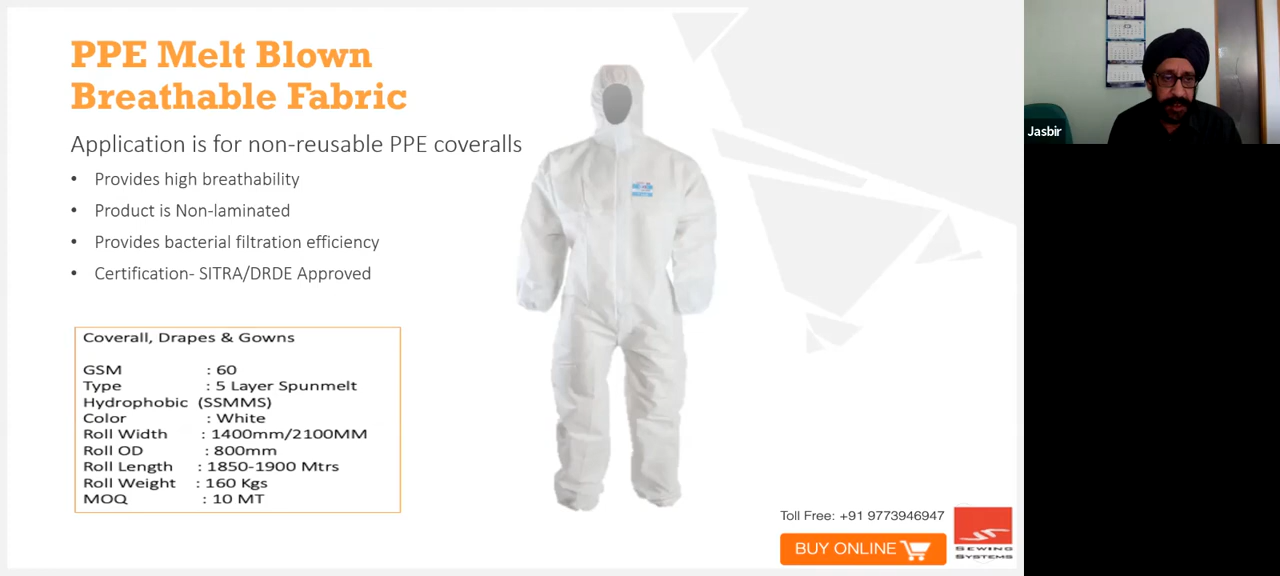 PPE Melt Blown
Breathable Fabric
Application is for non-reusable PPE coveralls
• Provides high breathability
• Product is Non-laminated
• Provides bacterial filtration efficiency
• Certification- SITRA/DRDE Approved
Coverall, Drapes & Gowns
GSM : 60
Type : 5 Layer Spunmelt
Hydrophobic (SSMMS)
Color : White
Roll Width : 1400mm/2100MM
Roll OD : 800mm
Roll Length : 1850-1900 Mtrs
Roll Weight : 160 Kgs
MOQ : 10 MT
Toll Free: +91 9773946947
BUY ONLINE
SEWING
SYSTEMS
Jasbir